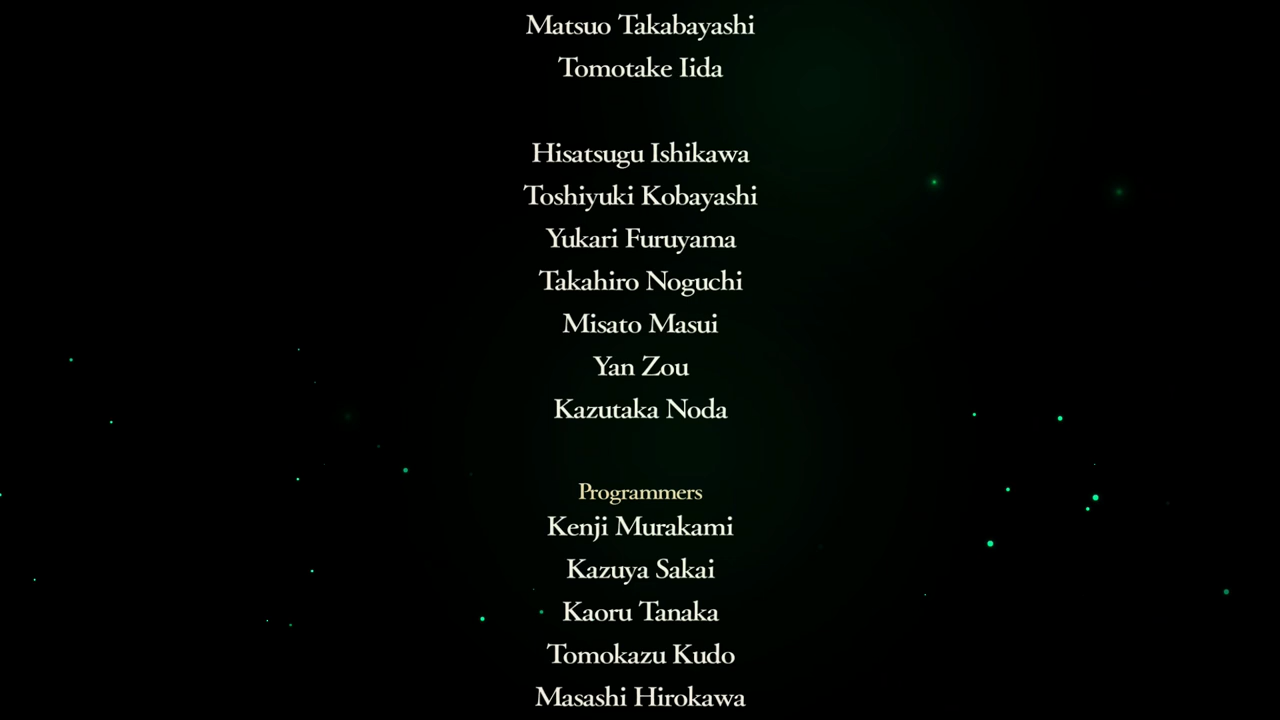 Matsuo Takabayashi
Tomotake Iida
Hisatsugu Ishikawa
Toshiyuki Kobayashi
Yukari Furuyama
Takahiro Noguchi
Misato Masui
Yan Zou
Kazutaka Noda
Programmers
Kenji Murakami
Kazuya Sakai
Kaoru Tanaka
Tomokazu Kudo
Masashi Hirokawa